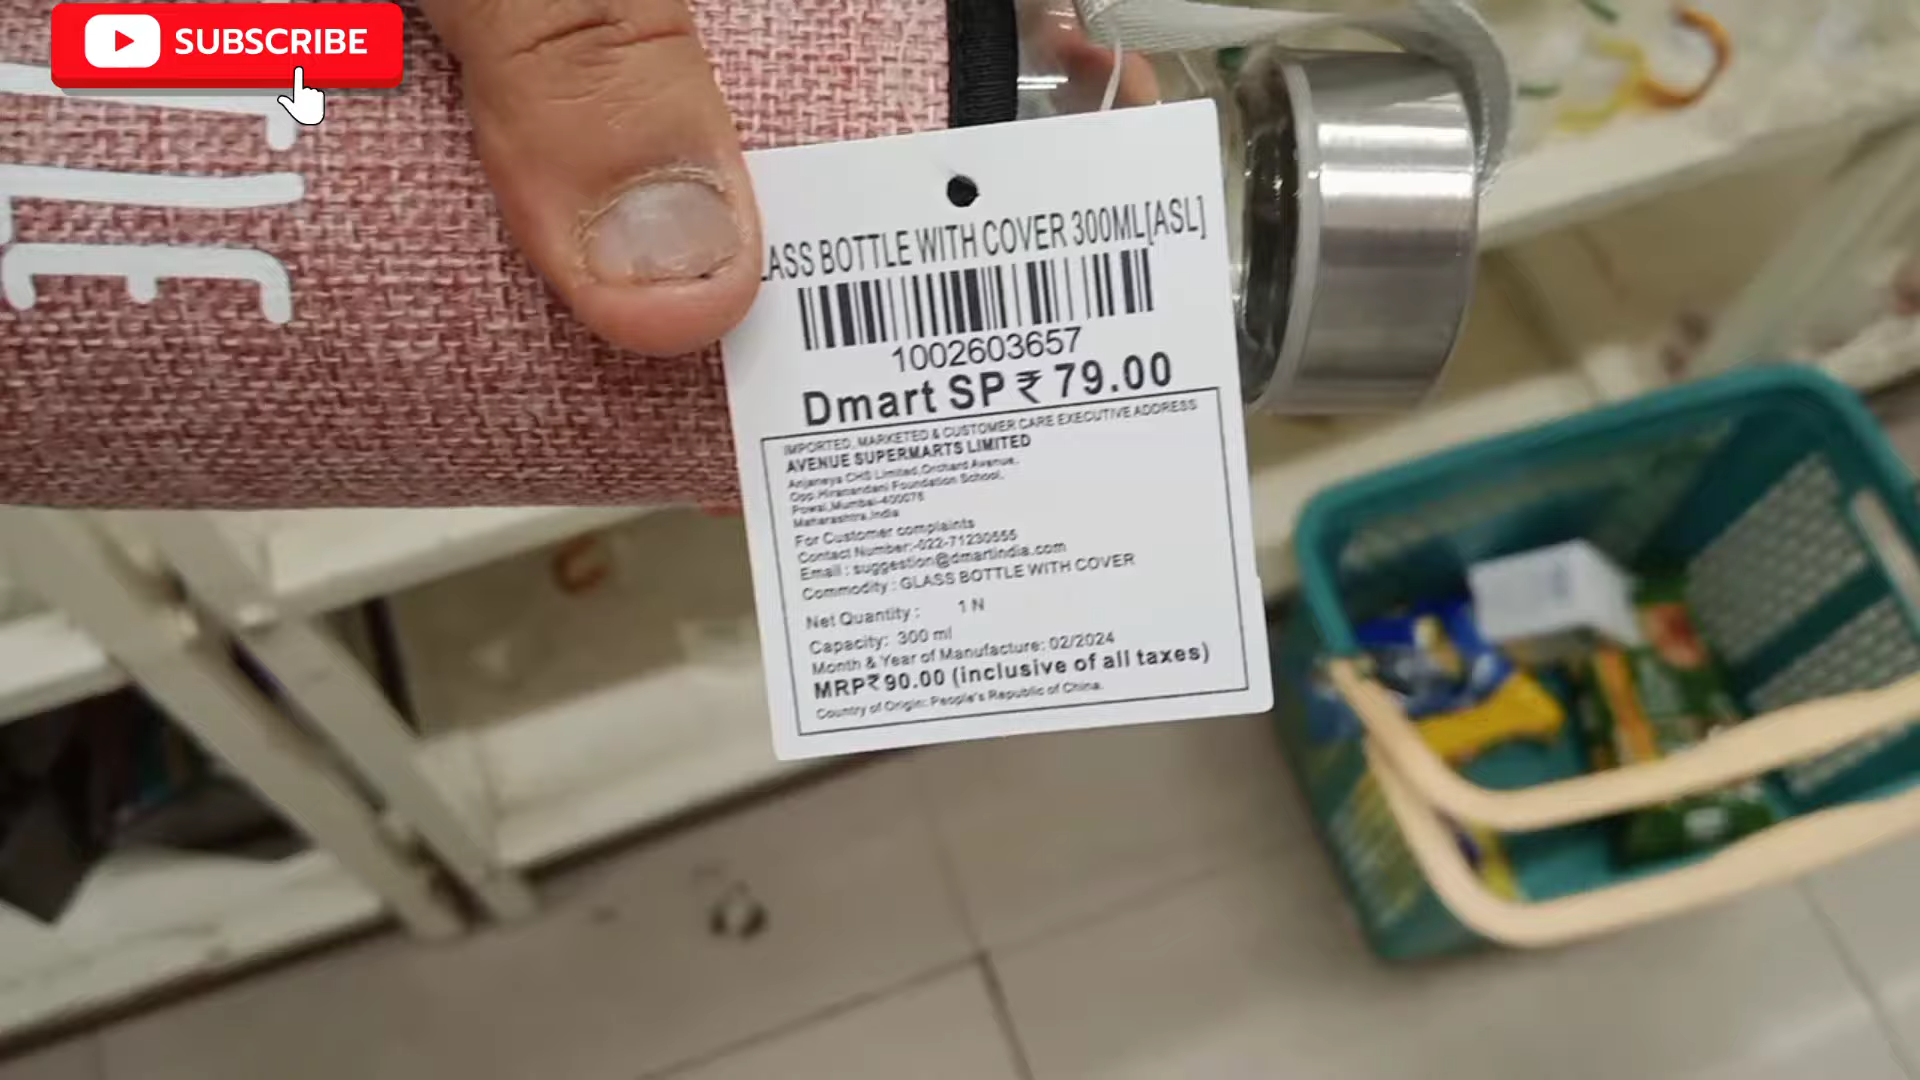 SUBSCRIBE
LASS BOTTLE WITH COVER 300ML[ASL]
1002603657
Dmart SP ₹ 79.00
IMPORTED, MARKETED & CUSTOMER CARE EXECUTIVE ADDRESS
AVENUE SUPERMARTS LIMITED
Anjaneya CHS Limited,Orchard Avenue,
Opp.Hiranandani Foundation School,
Powai,Mumbai-400076
Maharashtra,India
For Customer complaints
Contact Number:-022-71230555
Email : suggestion@dmartindia.com
Commodity : GLASS BOTTLE WITH COVER
Net Quantity : 1 N
Capacity: 300 ml
Month & Year of Manufacture: 02/2024
MRP₹90.00 (inclusive of all taxes)
Country of Origin: People's Republic of China.